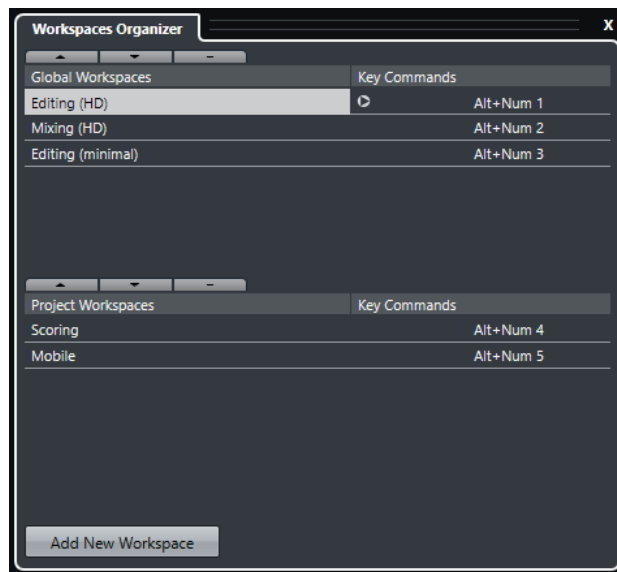 Workspaces Organizer X
Global Workspaces Key Commands
Editing (HD) Alt+Num 1
Mixing (HD) Alt+Num 2
Editing (minimal) Alt+Num 3
Project Workspaces Key Commands
Scoring Alt+Num 4
Mobile Alt+Num 5
Add New Workspace